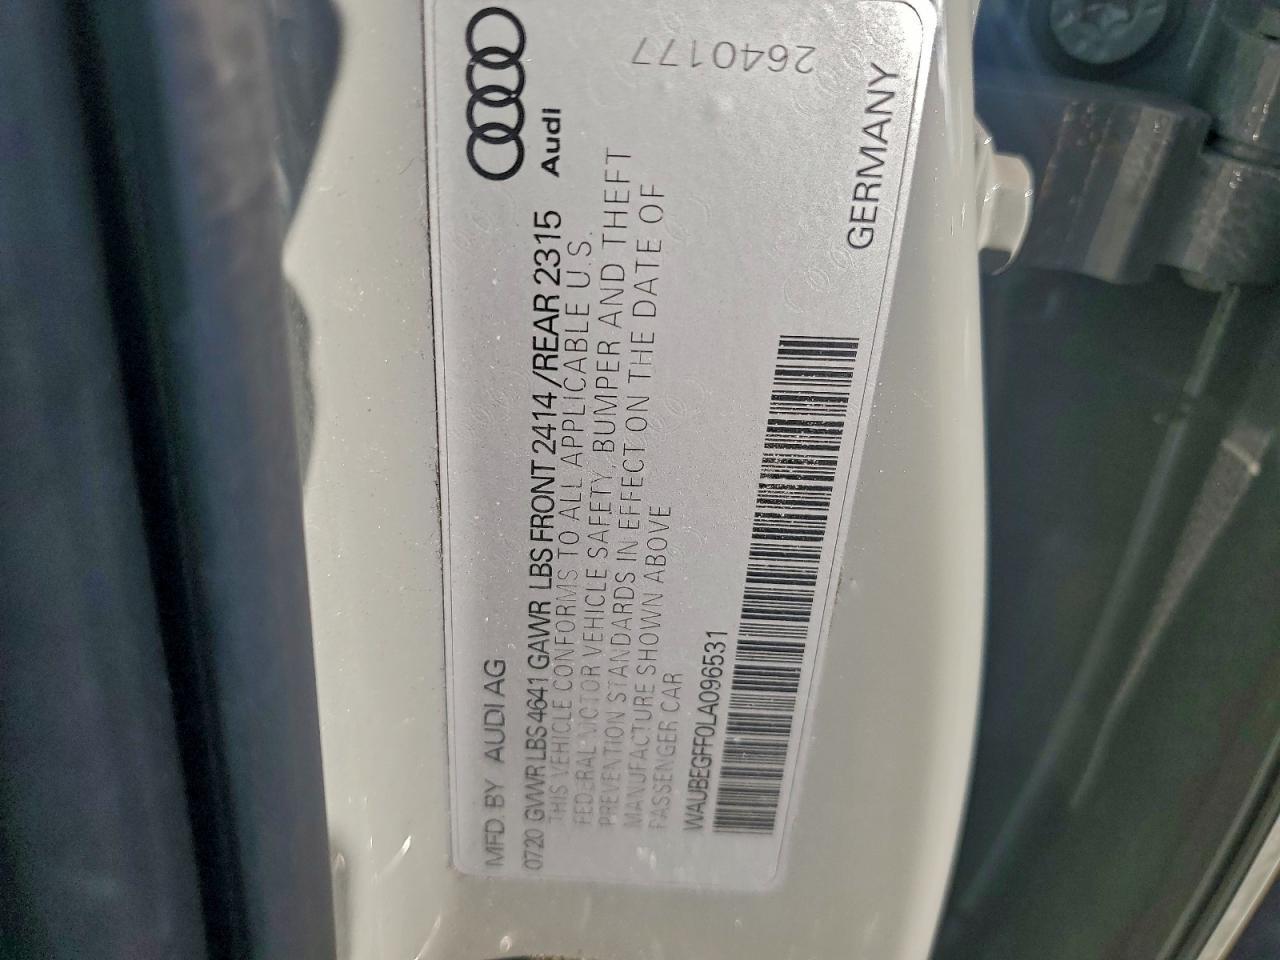 MFD. BY AUDI AG
0720 GVWR LBS 4641 GAWR LBS FRONT 2414 /REAR 2315
THIS VEHICLE CONFORMS TO ALL APPLICABLE U.S.
FEDERAL MOTOR VEHICLE SAFETY, BUMPER AND THEFT
PREVENTION STANDARDS IN EFFECT ON THE DATE OF
MANUFACTURE SHOWN ABOVE
PASSENGER CAR
WAUBEGFF0LA096531
Audi
2640177
GERMANY